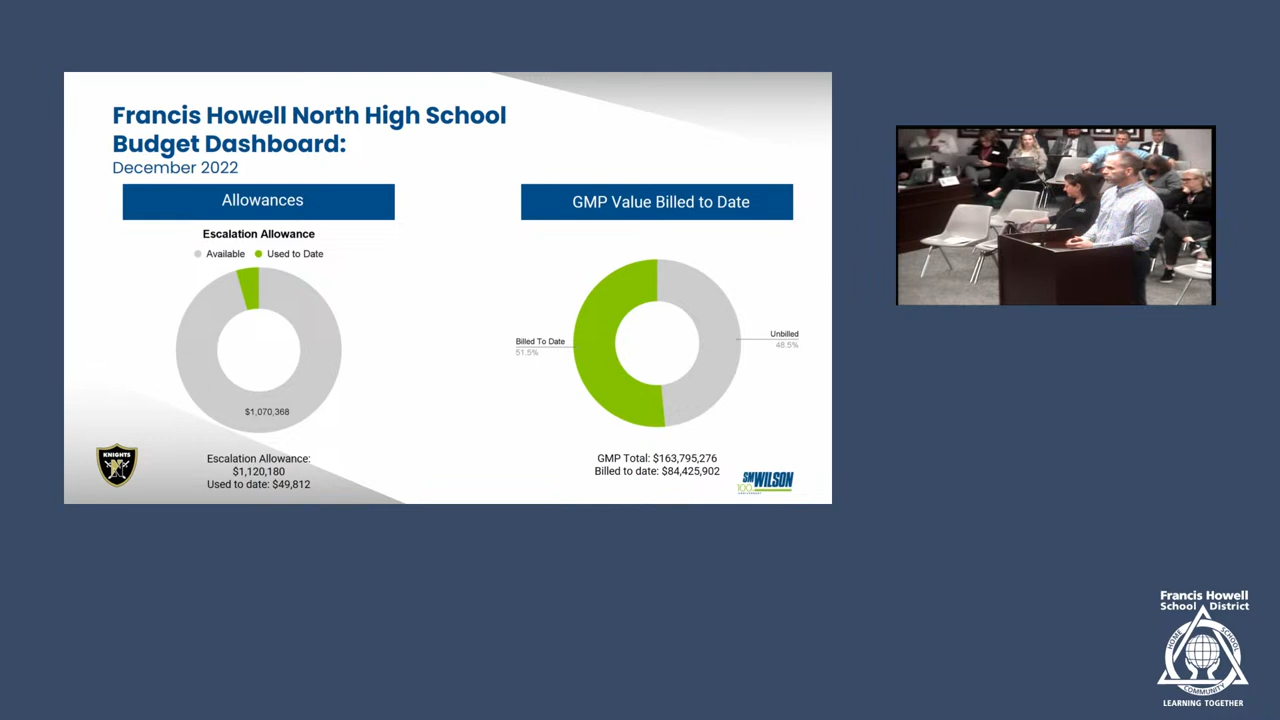 Francis Howell North High School
Budget Dashboard:
December 2022
Allowances
Escalation Allowance
Available
Used to Date
$1,070,368
Escalation Allowance:
$1,120,180
Used to date: $49,812
KNIGHTS
N
GMP Value Billed to Date
Billed To Date
51.5%
Unbilled
48.5%
GMP Total: $163,795,276
Billed to date: $84,425,902
SMWILSON
100
Francis Howell
School District
HOME
SCHOOL
COMMUNITY
LEARNING TOGETHER